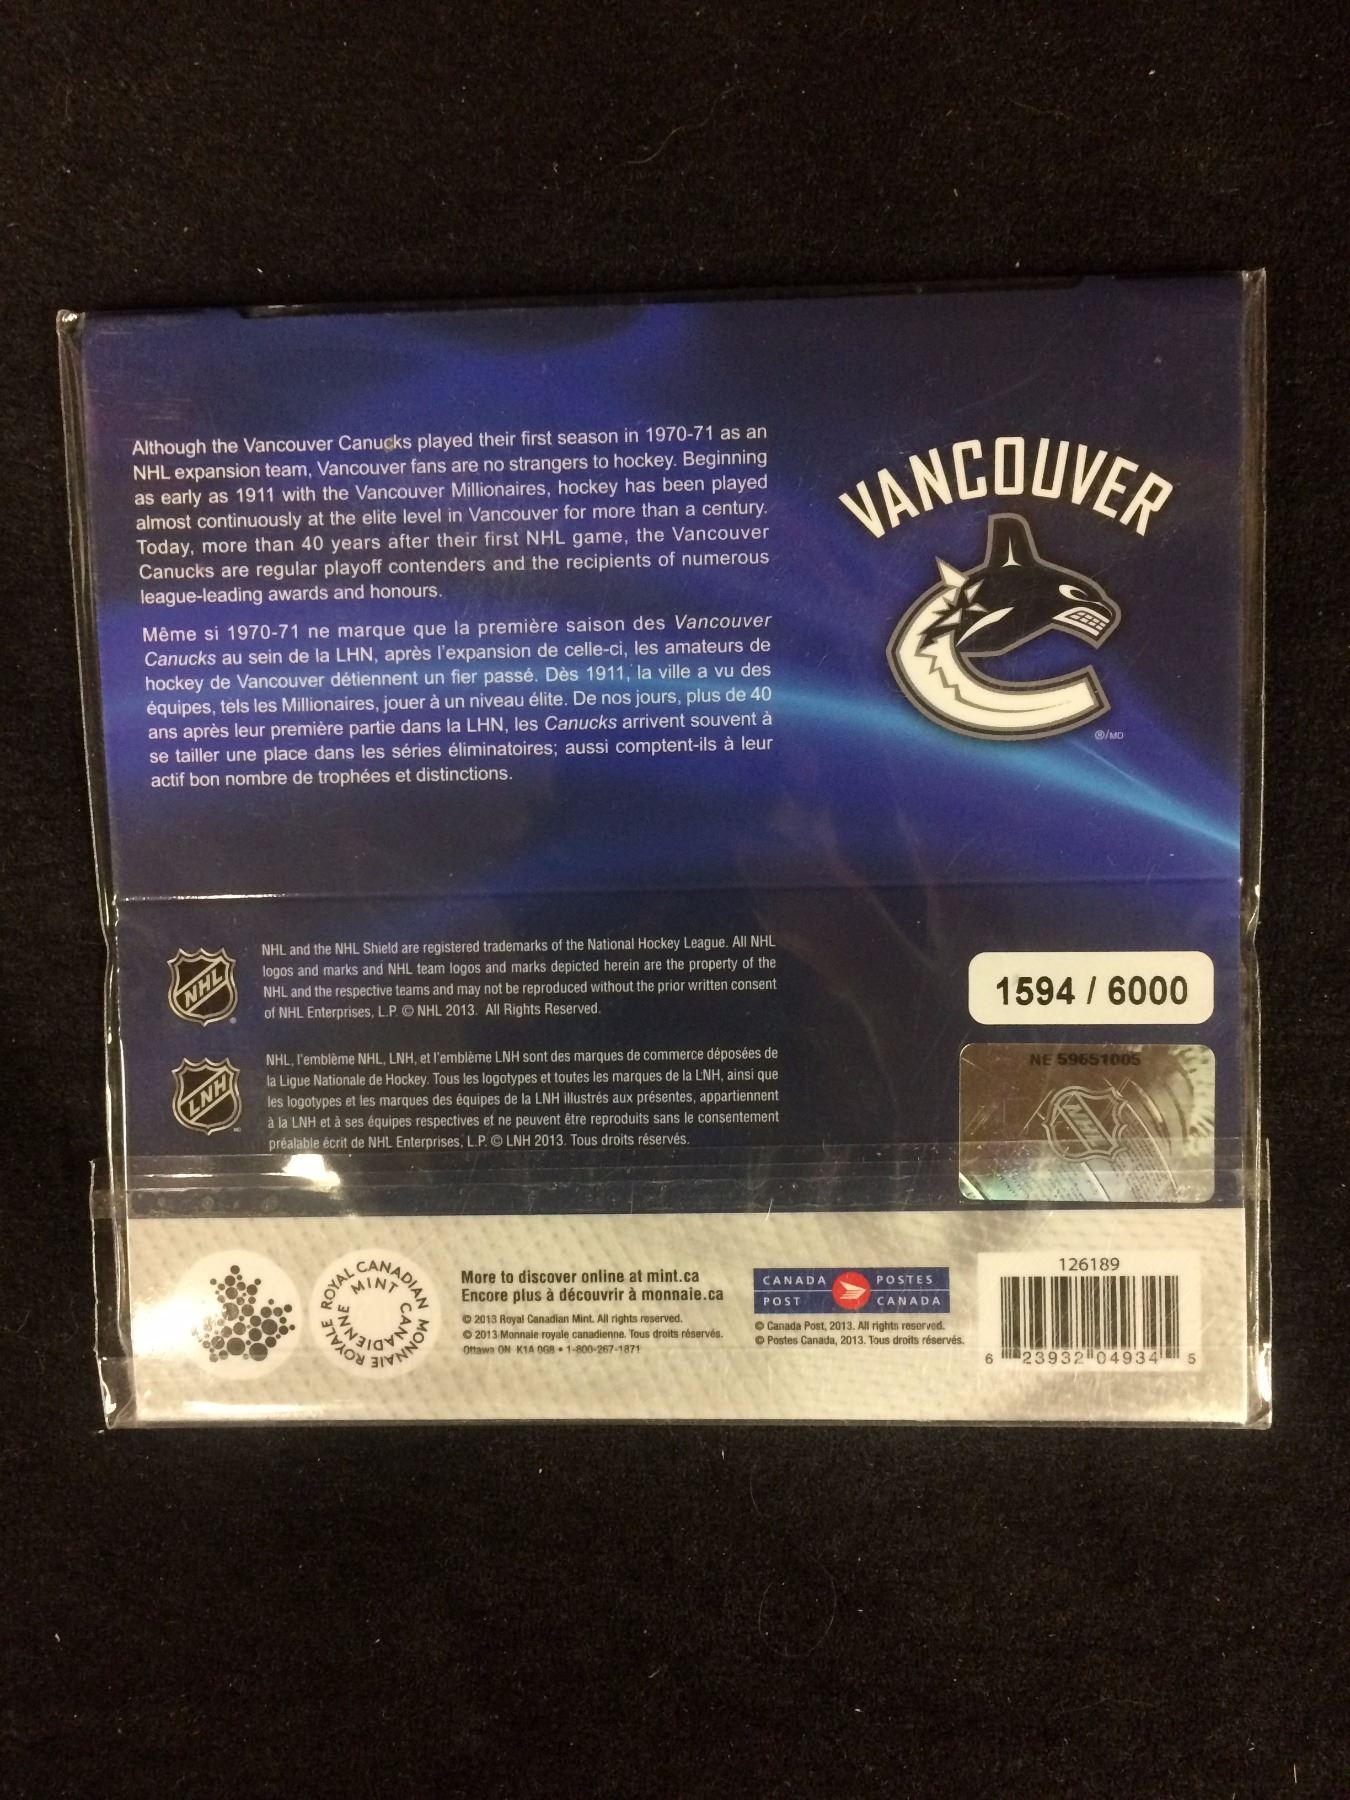 Although the Vancouver Canucks played their first season in 1970-71 as an
NHL expansion team, Vancouver fans are no strangers to hockey. Beginning
as early as 1911 with the Vancouver Millionaires, hockey has been played
almost continuously at the elite level in Vancouver for more than a century.
Today, more than 40 years after their first NHL game, the Vancouver
Canucks are regular playoff contenders and the recipients of numerous
league-leading awards and honours.
Même si 1970-71 ne marque que la première saison des Vancouver
Canucks au sein de la LHN, après l'expansion de celle-ci, les amateurs de
hockey de Vancouver détiennent un fier passé. Dès 1911, la ville a vu des
équipes, tels les Millionaires, jouer à un niveau élite. De nos jours, plus de 40
ans après leur première partie dans la LHN, les Canucks arrivent souvent à
se tailler une place dans les séries éliminatoires; aussi comptent-ils à leur
actif bon nombre de trophées et distinctions.
VANCOUVER
®/MD
NHL
NHL and the NHL Shield are registered trademarks of the National Hockey League. All NHL
logos and marks and NHL team logos and marks depicted herein are the property of the
NHL and the respective teams and may not be reproduced without the prior written consent
of NHL Enterprises, L.P. © NHL 2013. All Rights Reserved.
LNH
NHL, l'emblème NHL, LNH, et l'emblème LNH sont des marques de commerce déposées de
la Ligue Nationale de Hockey. Tous les logotypes et toutes les marques de la LNH, ainsi que
les logotypes et les marques des équipes de la LNH illustrés aux présentes, appartiennent
à la LNH et à ses équipes respectives et ne peuvent être reproduits sans le consentement
préalable écrit de NHL Enterprises, L.P. © LNH 2013. Tous droits réservés.
1594 / 6000
NE 59651005
NHL
ROYAL CANADIAN MINT
MONNAIE ROYALE CANADIENNE
More to discover online at mint.ca
Encore plus à découvrir à monnaie.ca
© 2013 Royal Canadian Mint. All rights reserved.
© 2013 Monnaie royale canadienne. Tous droits réservés.
Ottawa ON K1A 0G8 • 1-800-267-1871
CANADA POSTES
POST CANADA
© Canada Post, 2013. All rights reserved.
© Postes Canada, 2013. Tous droits réservés.
126189
6 23932 04934 5